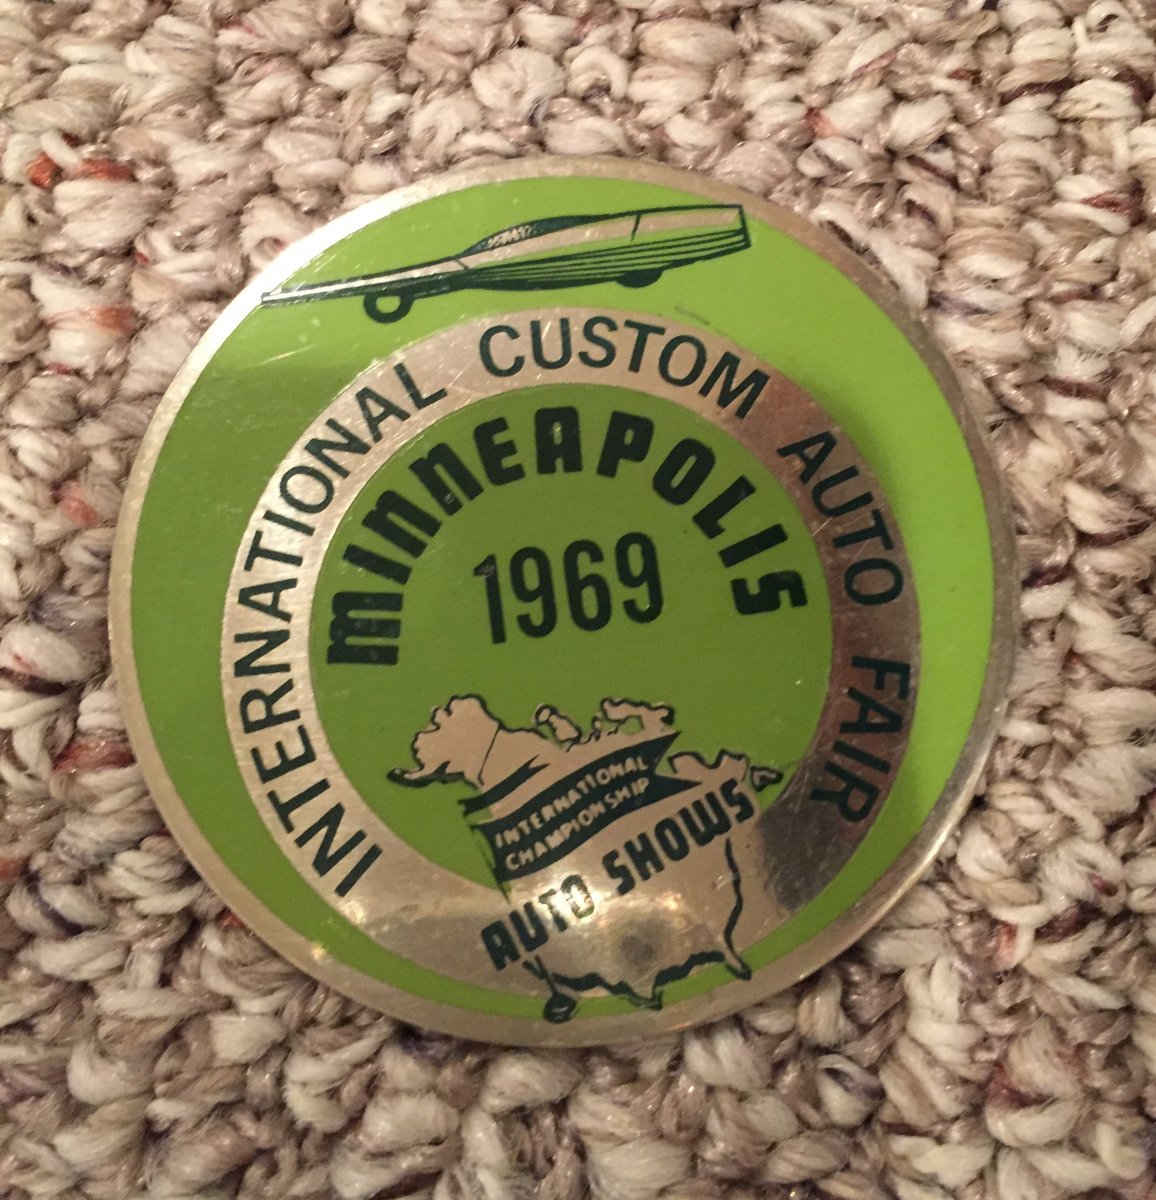 INTERNATIONAL CUSTOM AUTO FAIR
MINNEAPOLIS
1969
INTERNATIONAL
CHAMPIONSHIP
AUTO SHOWS